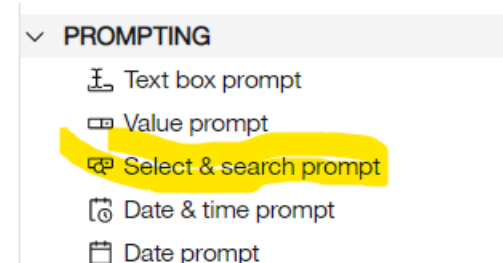 PROMPTING
Text box prompt
Value prompt
Select & search prompt
Date & time prompt
Date prompt